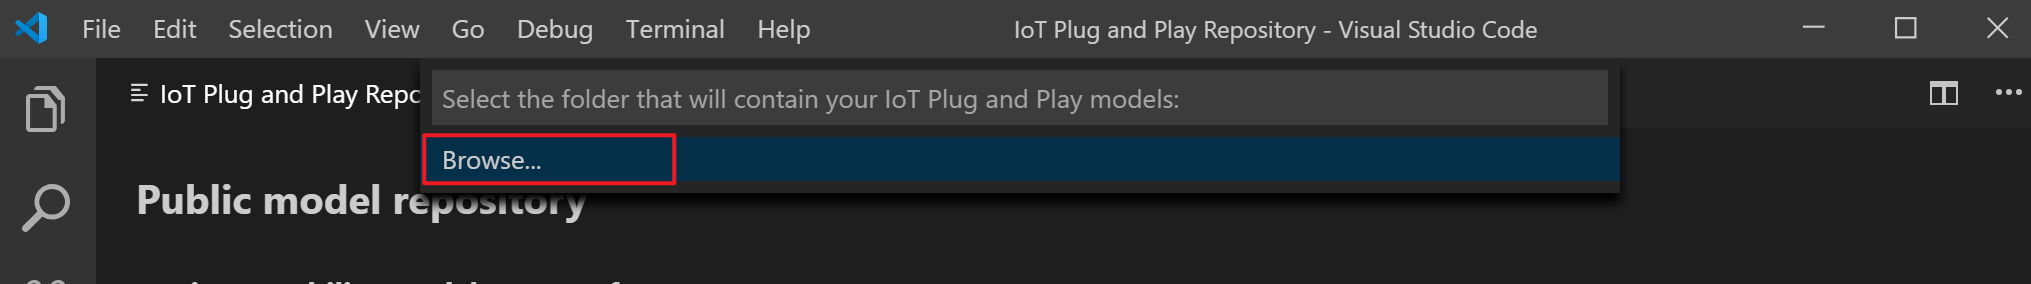 File Edit Selection View Go Debug Terminal Help IoT Plug and Play Repository - Visual Studio Code
IoT Plug and Play Repo
Select the folder that will contain your IoT Plug and Play models:
Browse...
Public model repository